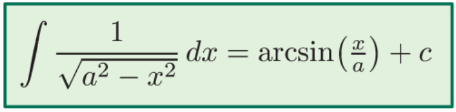 ∫ 1/√(a² − x²) dx = arcsin(x/a) + c